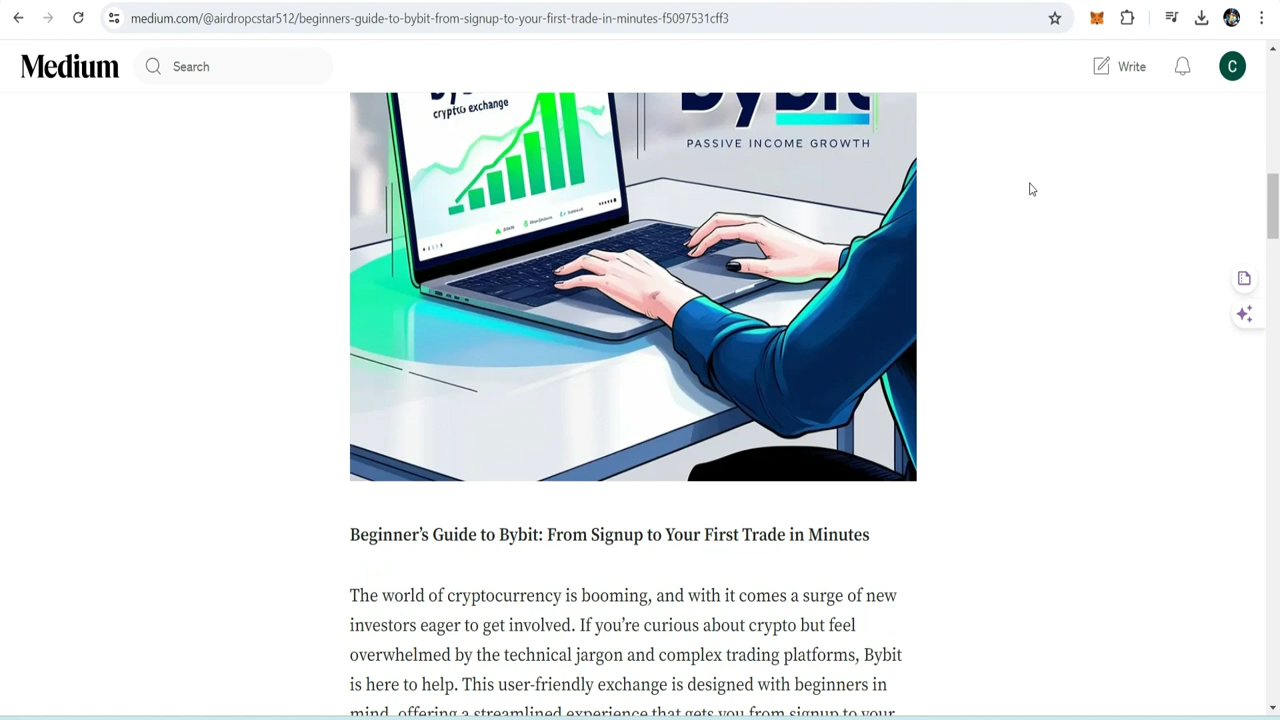 medium.com/@airdropcstar512/beginners-guide-to-bybit-from-signup-to-your-first-trade-in-minutes-f5097531cff3
Medium
Search
Write
C
crypto exchange
bybit
PASSIVE INCOME GROWTH
Beginner’s Guide to Bybit: From Signup to Your First Trade in Minutes
The world of cryptocurrency is booming, and with it comes a surge of new
investors eager to get involved. If you’re curious about crypto but feel
overwhelmed by the technical jargon and complex trading platforms, Bybit
is here to help. This user-friendly exchange is designed with beginners in
mind, offering a streamlined experience that gets you from signup to your